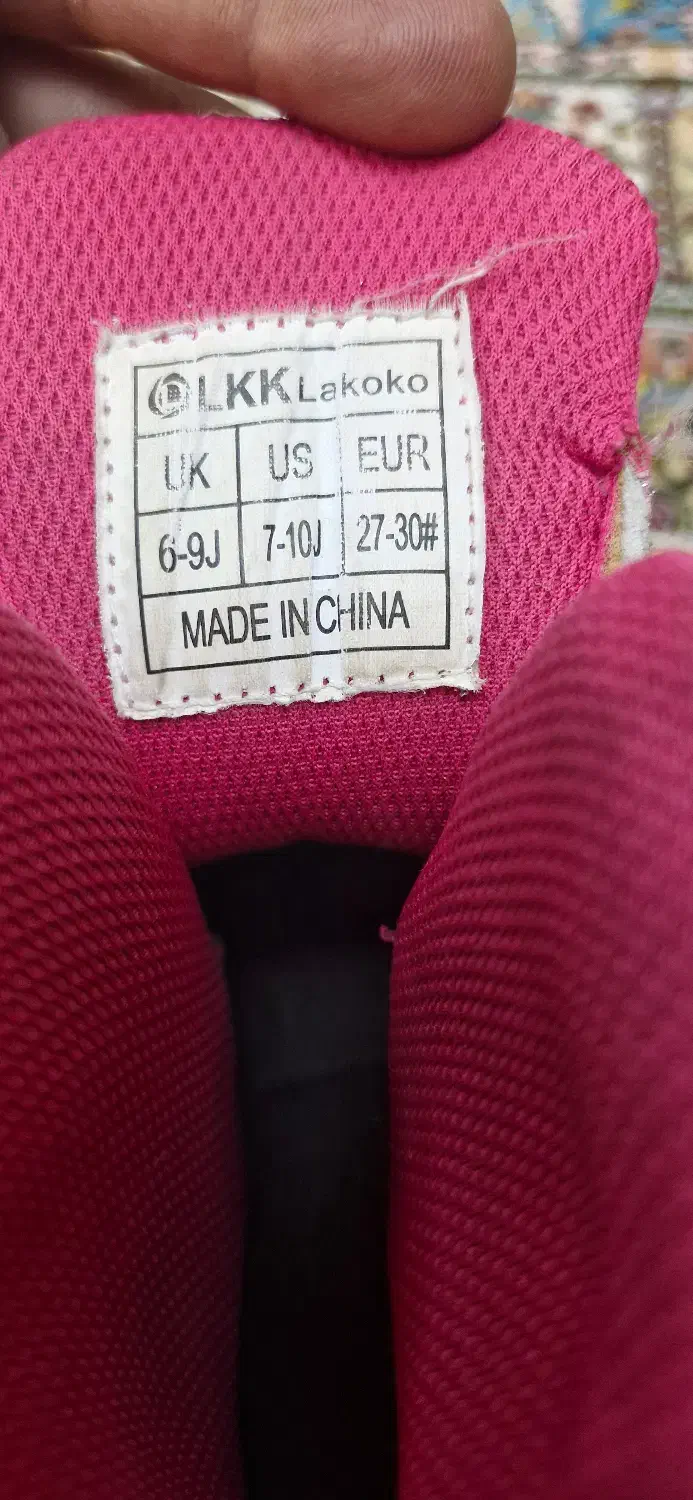 LKK Lakoko
UK US EUR
6-9J 7-10J 27-30#
MADE IN CHINA